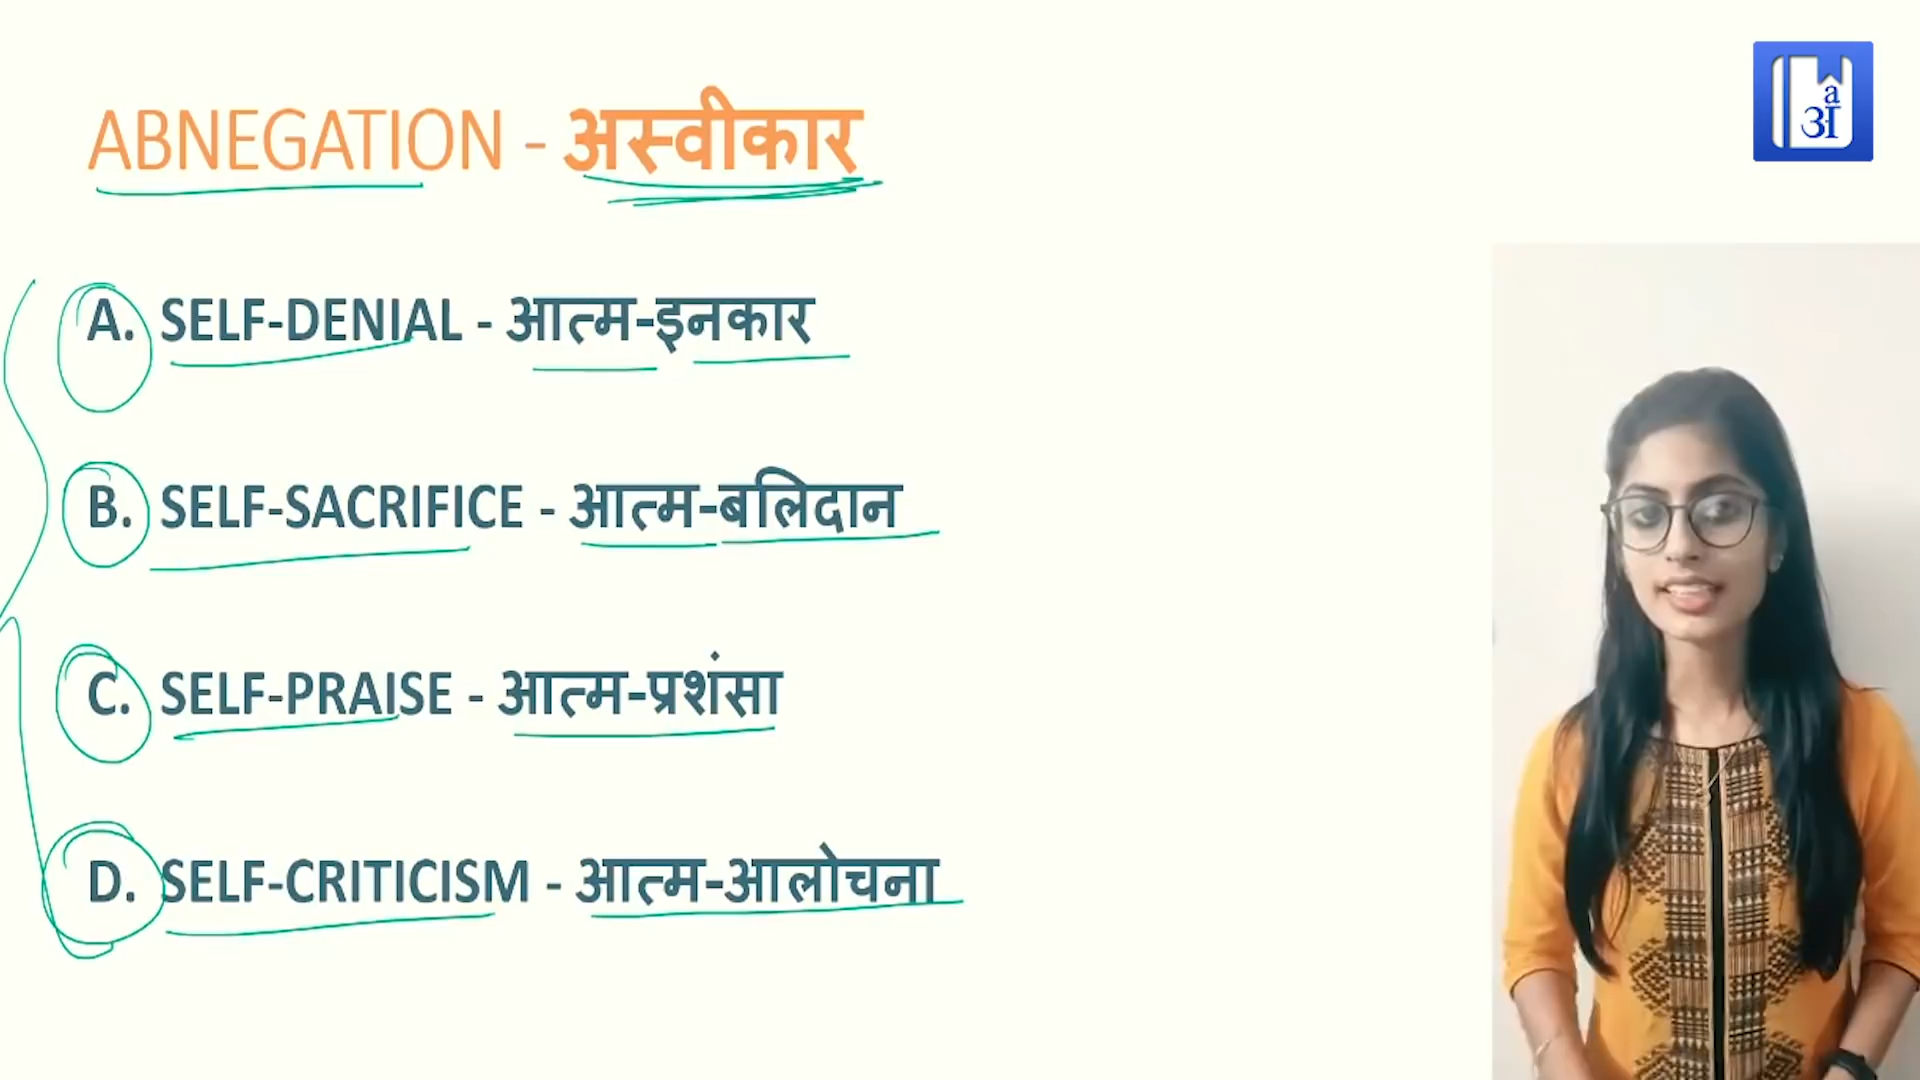 ABNEGATION - अस्वीकार
a
अ
A. SELF-DENIAL - आत्म-इनकार
B. SELF-SACRIFICE - आत्म-बलिदान
C. SELF-PRAISE - आत्म-प्रशंसा
D. SELF-CRITICISM - आत्म-आलोचना